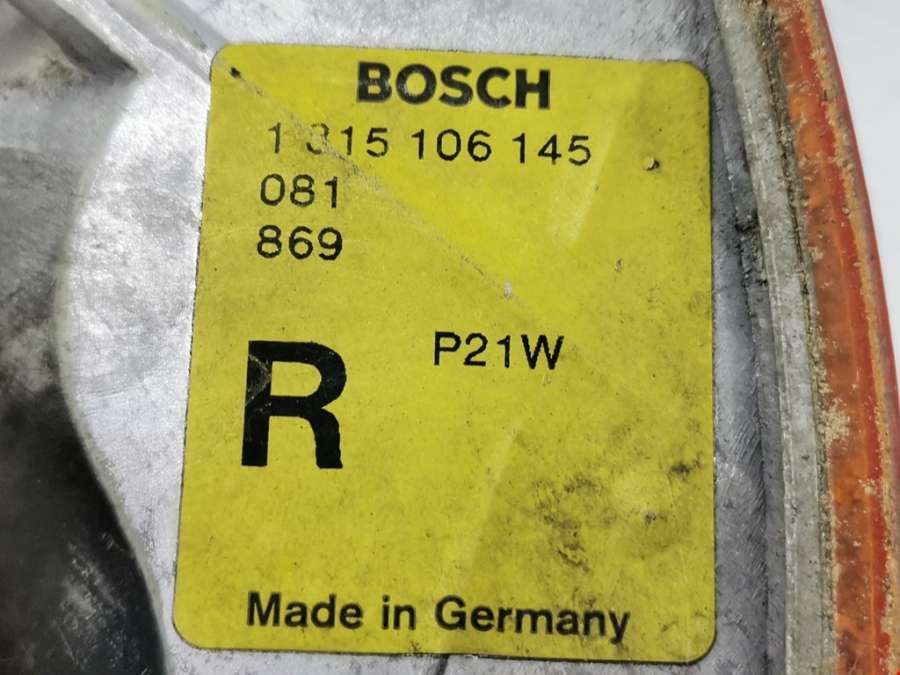 BOSCH
1 315 106 145
081
869
R
P21W
Made in Germany